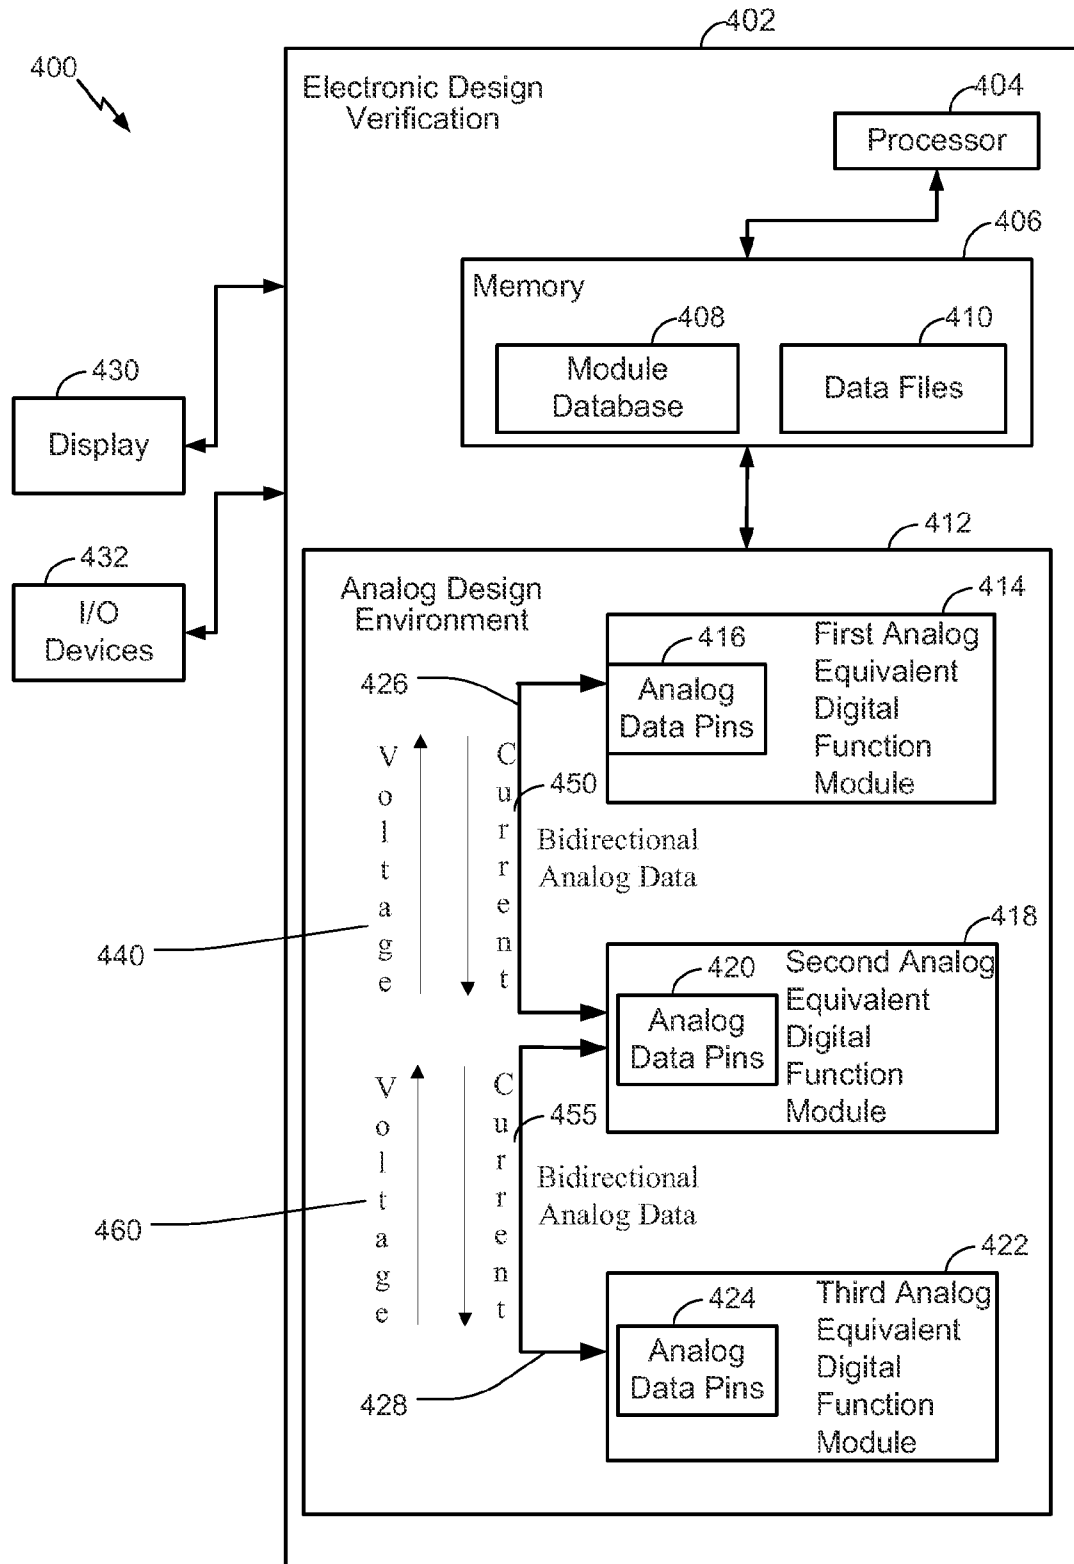 402
400
Electronic Design
Verification
404
Processor
406
Memory
408
Module
Database
410
Data Files
430
Display
432
I/O
Devices
412
Analog Design
Environment
414
First Analog
Equivalent
Digital
Function
Module
416
Analog
Data Pins
426
Voltage
Current
450
Bidirectional
Analog Data
440
418
Second Analog
Equivalent
Digital
Function
Module
420
Analog
Data Pins
Voltage
Current
455
Bidirectional
Analog Data
460
422
Third Analog
Equivalent
Digital
Function
Module
424
Analog
Data Pins
428